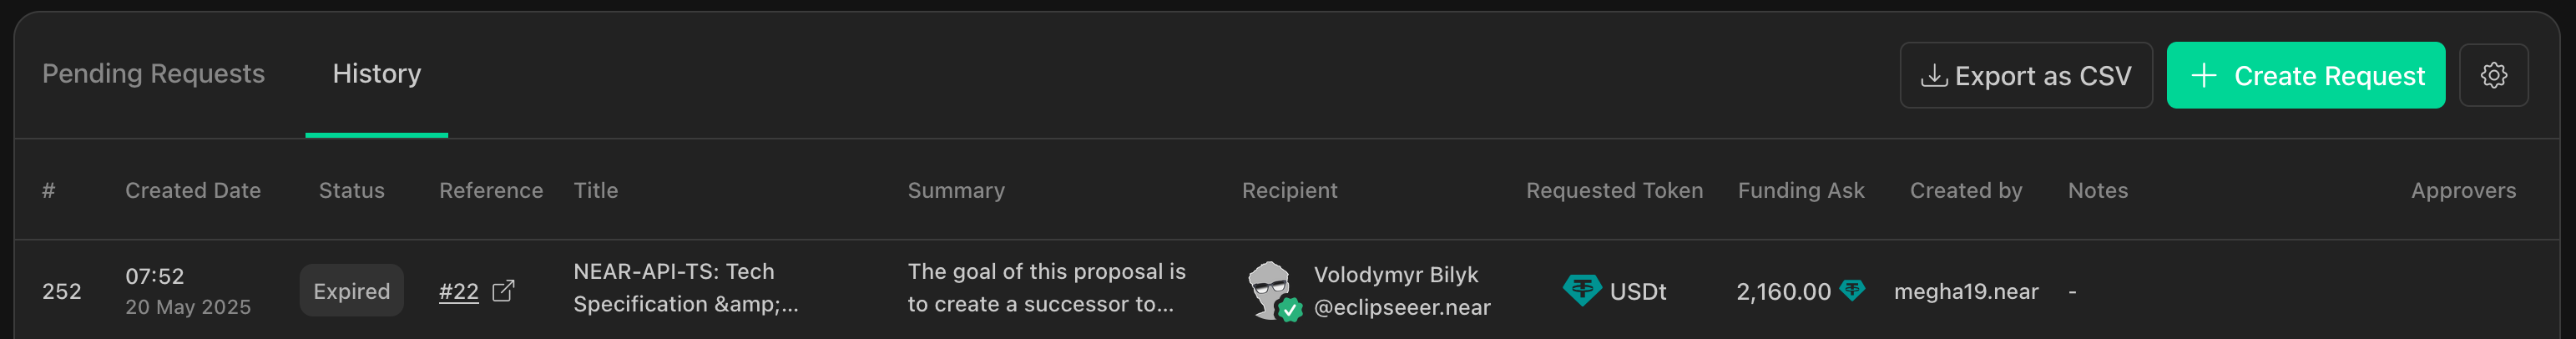 Pending Requests
History
Export as CSV
Create Request
#
Created Date
Status
Reference
Title
Summary
Recipient
Requested Token
Funding Ask
Created by
Notes
Approvers
252
07:52
20 May 2025
Expired
#22
NEAR-API-TS: Tech
Specification &amp;...
The goal of this proposal is
to create a successor to...
Volodymyr Bilyk
@eclipseeer.near
USDt
2,160.00
megha19.near
-